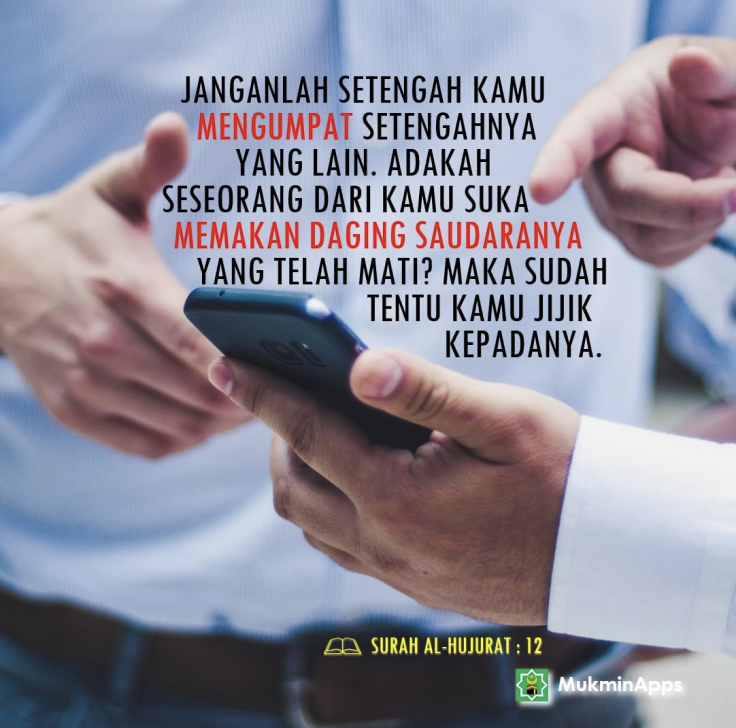 JANGANLAH SETENGAH KAMU
MENGUMPAT SETENGAHNYA
YANG LAIN. ADAKAH
SESEORANG DARI KAMU SUKA
MEMAKAN DAGING SAUDARANYA
YANG TELAH MATI? MAKA SUDAH
TENTU KAMU JIJIK
KEPADANYA.
SURAH AL-HUJURAT : 12
MukminApps